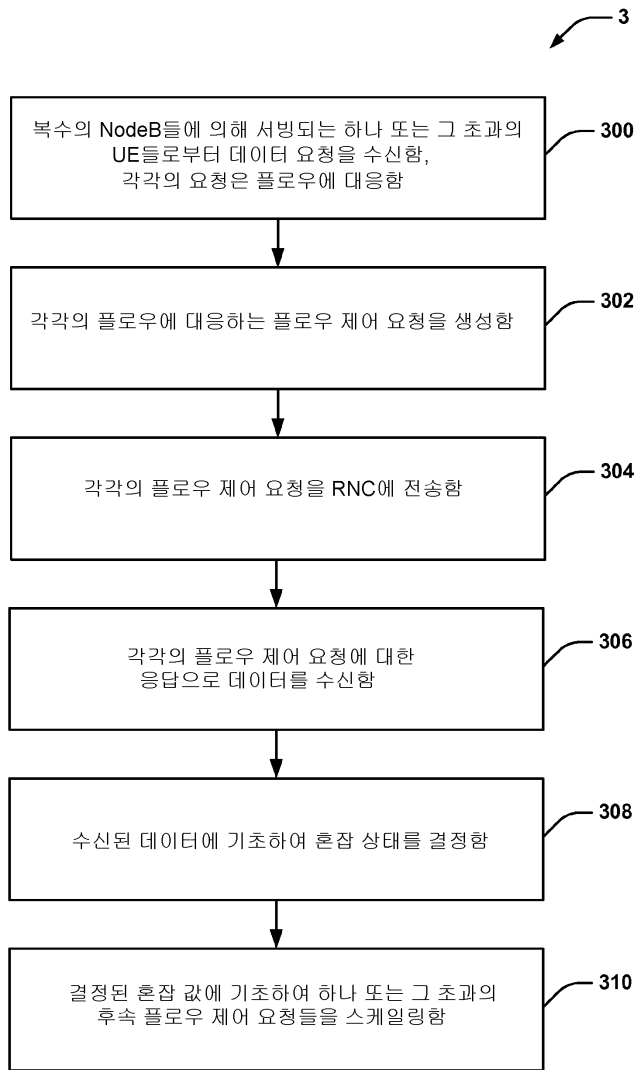 3
복수의 NodeB들에 의해 서빙되는 하나 또는 그 초과의
UE들로부터 데이터 요청을 수신함,
각각의 요청은 플로우에 대응함
300
각각의 플로우에 대응하는 플로우 제어 요청을 생성함
302
각각의 플로우 제어 요청을 RNC에 전송함
304
각각의 플로우 제어 요청에 대한
응답으로 데이터를 수신함
306
수신된 데이터에 기초하여 혼잡 상태를 결정함
308
결정된 혼잡 값에 기초하여 하나 또는 그 초과의
후속 플로우 제어 요청들을 스케일링함
310